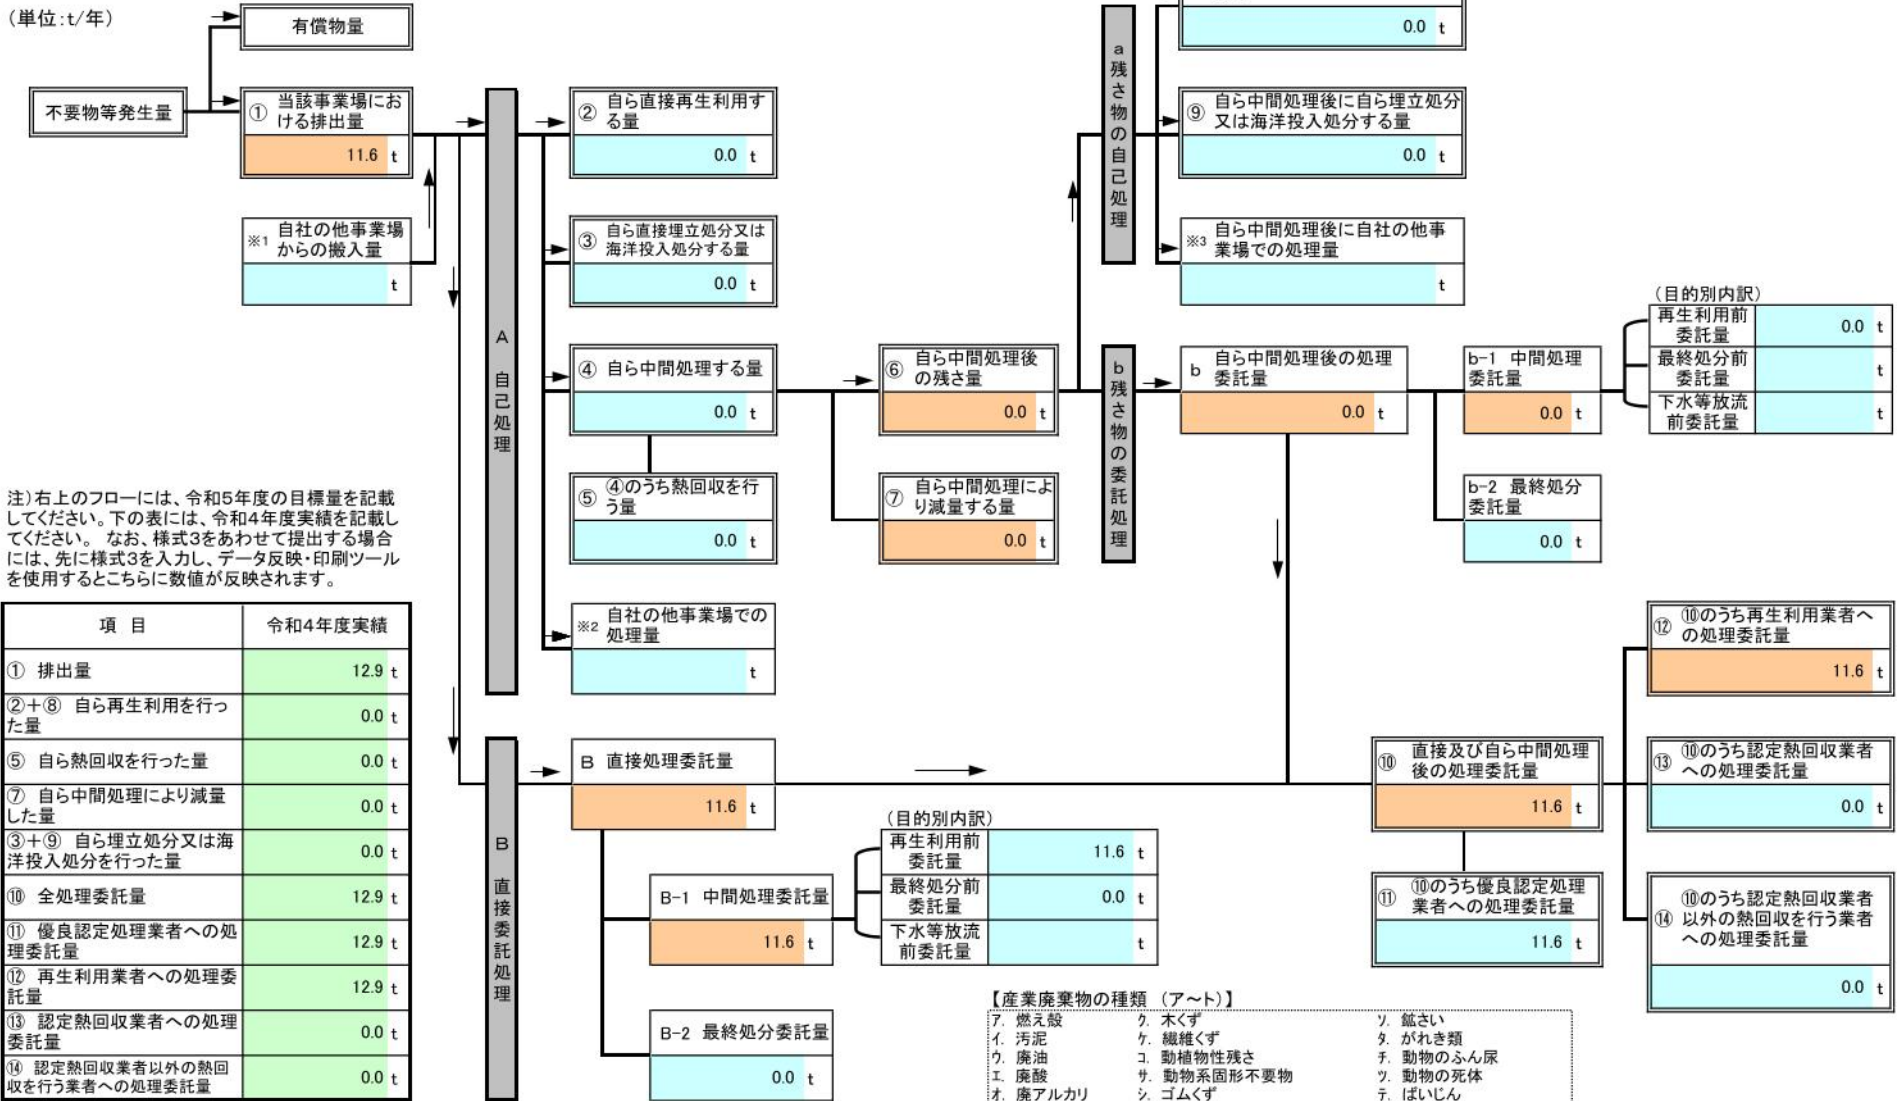 (単位:t/年)
有償物量
不要物等発生量
① 当該事業場にお
ける排出量
11.6 t
※1 自社の他事業場
からの搬入量
t
A 自己処理
② 自ら直接再生利用す
る量
0.0 t
③ 自ら直接埋立処分又は
海洋投入処分する量
0.0 t
④ 自ら中間処理する量
0.0 t
⑤ ④のうち熱回収を行
う量
0.0 t
※2 自社の他事業場での
処理量
t
⑥ 自ら中間処理後
の残さ量
0.0 t
⑦ 自ら中間処理によ
り減量する量
0.0 t
a 残さ物の自己処理
0.0 t
⑨ 自ら中間処理後に自ら埋立処分
又は海洋投入処分する量
0.0 t
※3 自ら中間処理後に自社の他事
業場での処理量
t
b 残さ物の委託処理
b 自ら中間処理後の処理
委託量
0.0 t
b-1 中間処理
委託量
0.0 t
(目的別内訳)
再生利用前
委託量
0.0 t
最終処分前
委託量
t
下水等放流
前委託量
t
b-2 最終処分
委託量
0.0 t
注)右上のフローには、令和5年度の目標量を記載
してください。下の表には、令和4年度実績を記載し
てください。 なお、様式3をあわせて提出する場合
には、先に様式3を入力し、データ反映・印刷ツール
を使用するとこちらに数値が反映されます。
項 目 令和4年度実績
① 排出量 12.9 t
②+⑧ 自ら再生利用を行っ
た量
0.0 t
⑤ 自ら熱回収を行った量 0.0 t
⑦ 自ら中間処理により減量
した量
0.0 t
③+⑨ 自ら埋立処分又は海
洋投入処分を行った量
0.0 t
⑩ 全処理委託量 12.9 t
⑪ 優良認定処理業者への処
理委託量
12.9 t
⑫ 再生利用業者への処理委
託量
12.9 t
⑬ 認定熱回収業者への処理
委託量
0.0 t
⑭ 認定熱回収業者以外の熱回
収を行う業者への処理委託量
0.0 t
B 直接委託処理
B 直接処理委託量
11.6 t
B-1 中間処理委託量
11.6 t
(目的別内訳)
再生利用前
委託量
11.6 t
最終処分前
委託量
0.0 t
下水等放流
前委託量
t
B-2 最終処分委託量
0.0 t
⑩ 直接及び自ら中間処理
後の処理委託量
11.6 t
⑪ ⑩のうち優良認定処理
業者への処理委託量
11.6 t
⑫ ⑩のうち再生利用業者へ
の処理委託量
11.6 t
⑬ ⑩のうち認定熱回収業者
への処理委託量
0.0 t
⑭ ⑩のうち認定熱回収業者
以外の熱回収を行う業者
への処理委託量
0.0 t
【産業廃棄物の種類 (ア~ト)】
ア. 燃え殻 ク. 木くず ソ. 鉱さい
イ. 汚泥 ケ. 繊維くず タ. がれき類
ウ. 廃油 コ. 動植物性残さ チ. 動物のふん尿
エ. 廃酸 サ. 動物系固形不要物 ツ. 動物の死体
オ. 廃アルカリ シ. ゴムくず テ. ばいじん